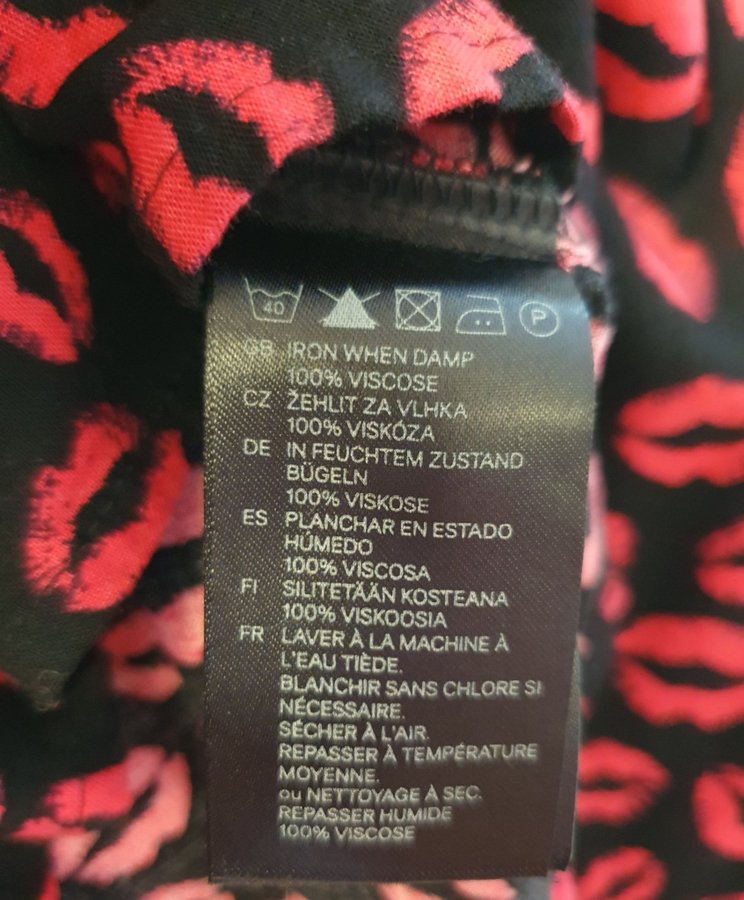 40 P
GB IRON WHEN DAMP
100% VISCOSE
CZ ŽEHLIT ZA VLHKA
100% VISKÓZA
DE IN FEUCHTEM ZUSTAND
BÜGELN
100% VISKOSE
ES PLANCHAR EN ESTADO
HÚMEDO
100% VISCOSA
FI SILITETÄÄN KOSTEANA
100% VISKOOSIA
FR LAVER À LA MACHINE À
L'EAU TIÈDE.
BLANCHIR SANS CHLORE SI
NÉCESSAIRE.
SÉCHER À L'AIR.
REPASSER À TEMPÉRATURE
MOYENNE.
OU NETTOYAGE À SEC.
REPASSER HUMIDE
100% VISCOSE